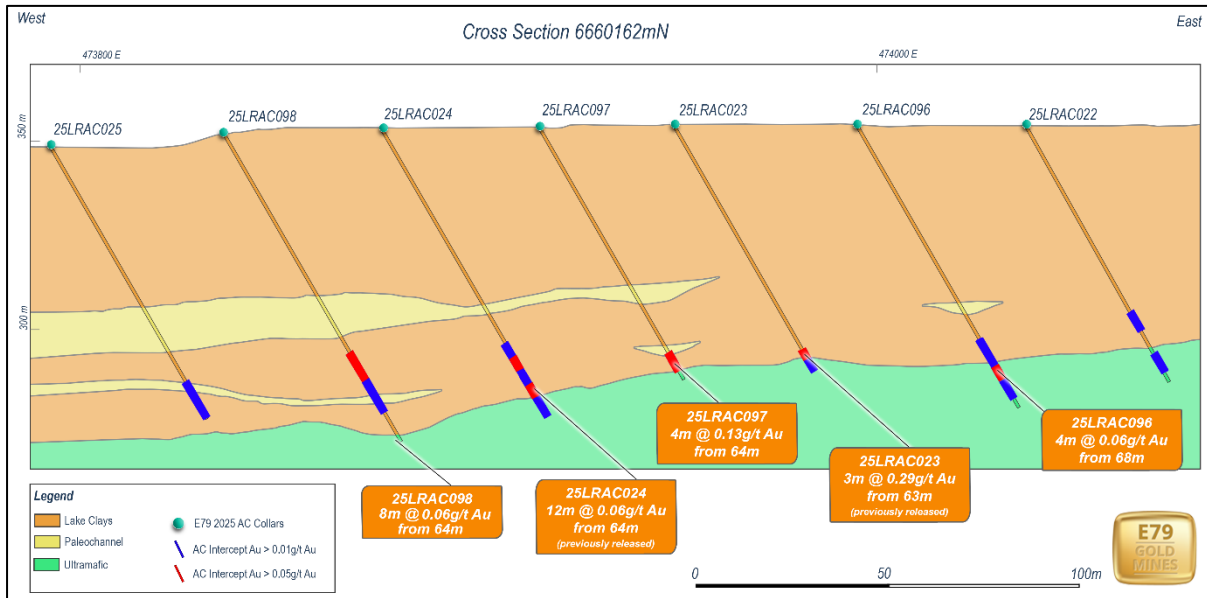 West
East
Cross Section 6660162mN
473800 E
474000 E
25LRAC025
25LRAC098
25LRAC024
25LRAC097
25LRAC023
25LRAC096
25LRAC022
350 m
300 m
25LRAC097
4m @ 0.13g/t Au
from 64m
25LRAC096
4m @ 0.06g/t Au
from 68m
25LRAC023
3m @ 0.29g/t Au
from 63m
(previously released)
25LRAC098
8m @ 0.06g/t Au
from 64m
25LRAC024
12m @ 0.06g/t Au
from 64m
(previously released)
Legend
Lake Clays
Paleochannel
Ultramafic
E79 2025 AC Collars
AC Intercept Au > 0.01g/t Au
AC Intercept Au > 0.05g/t Au
0
50
100m
E79
GOLD
MINES